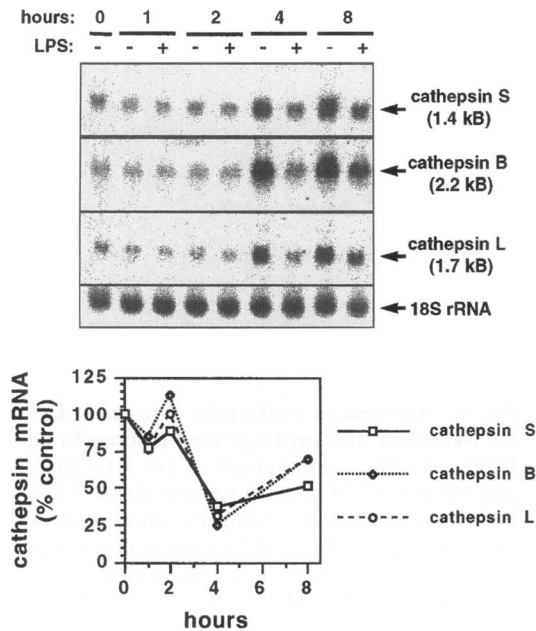 hours: 0 1 2 4 8
LPS: - - + - + - + - +
cathepsin S
(1.4 kB)
cathepsin B
(2.2 kB)
cathepsin L
(1.7 kB)
18S rRNA
cathepsin mRNA
(% control)
125
100
75
50
25
0
0 2 4 6 8
hours
cathepsin S
cathepsin B
cathepsin L